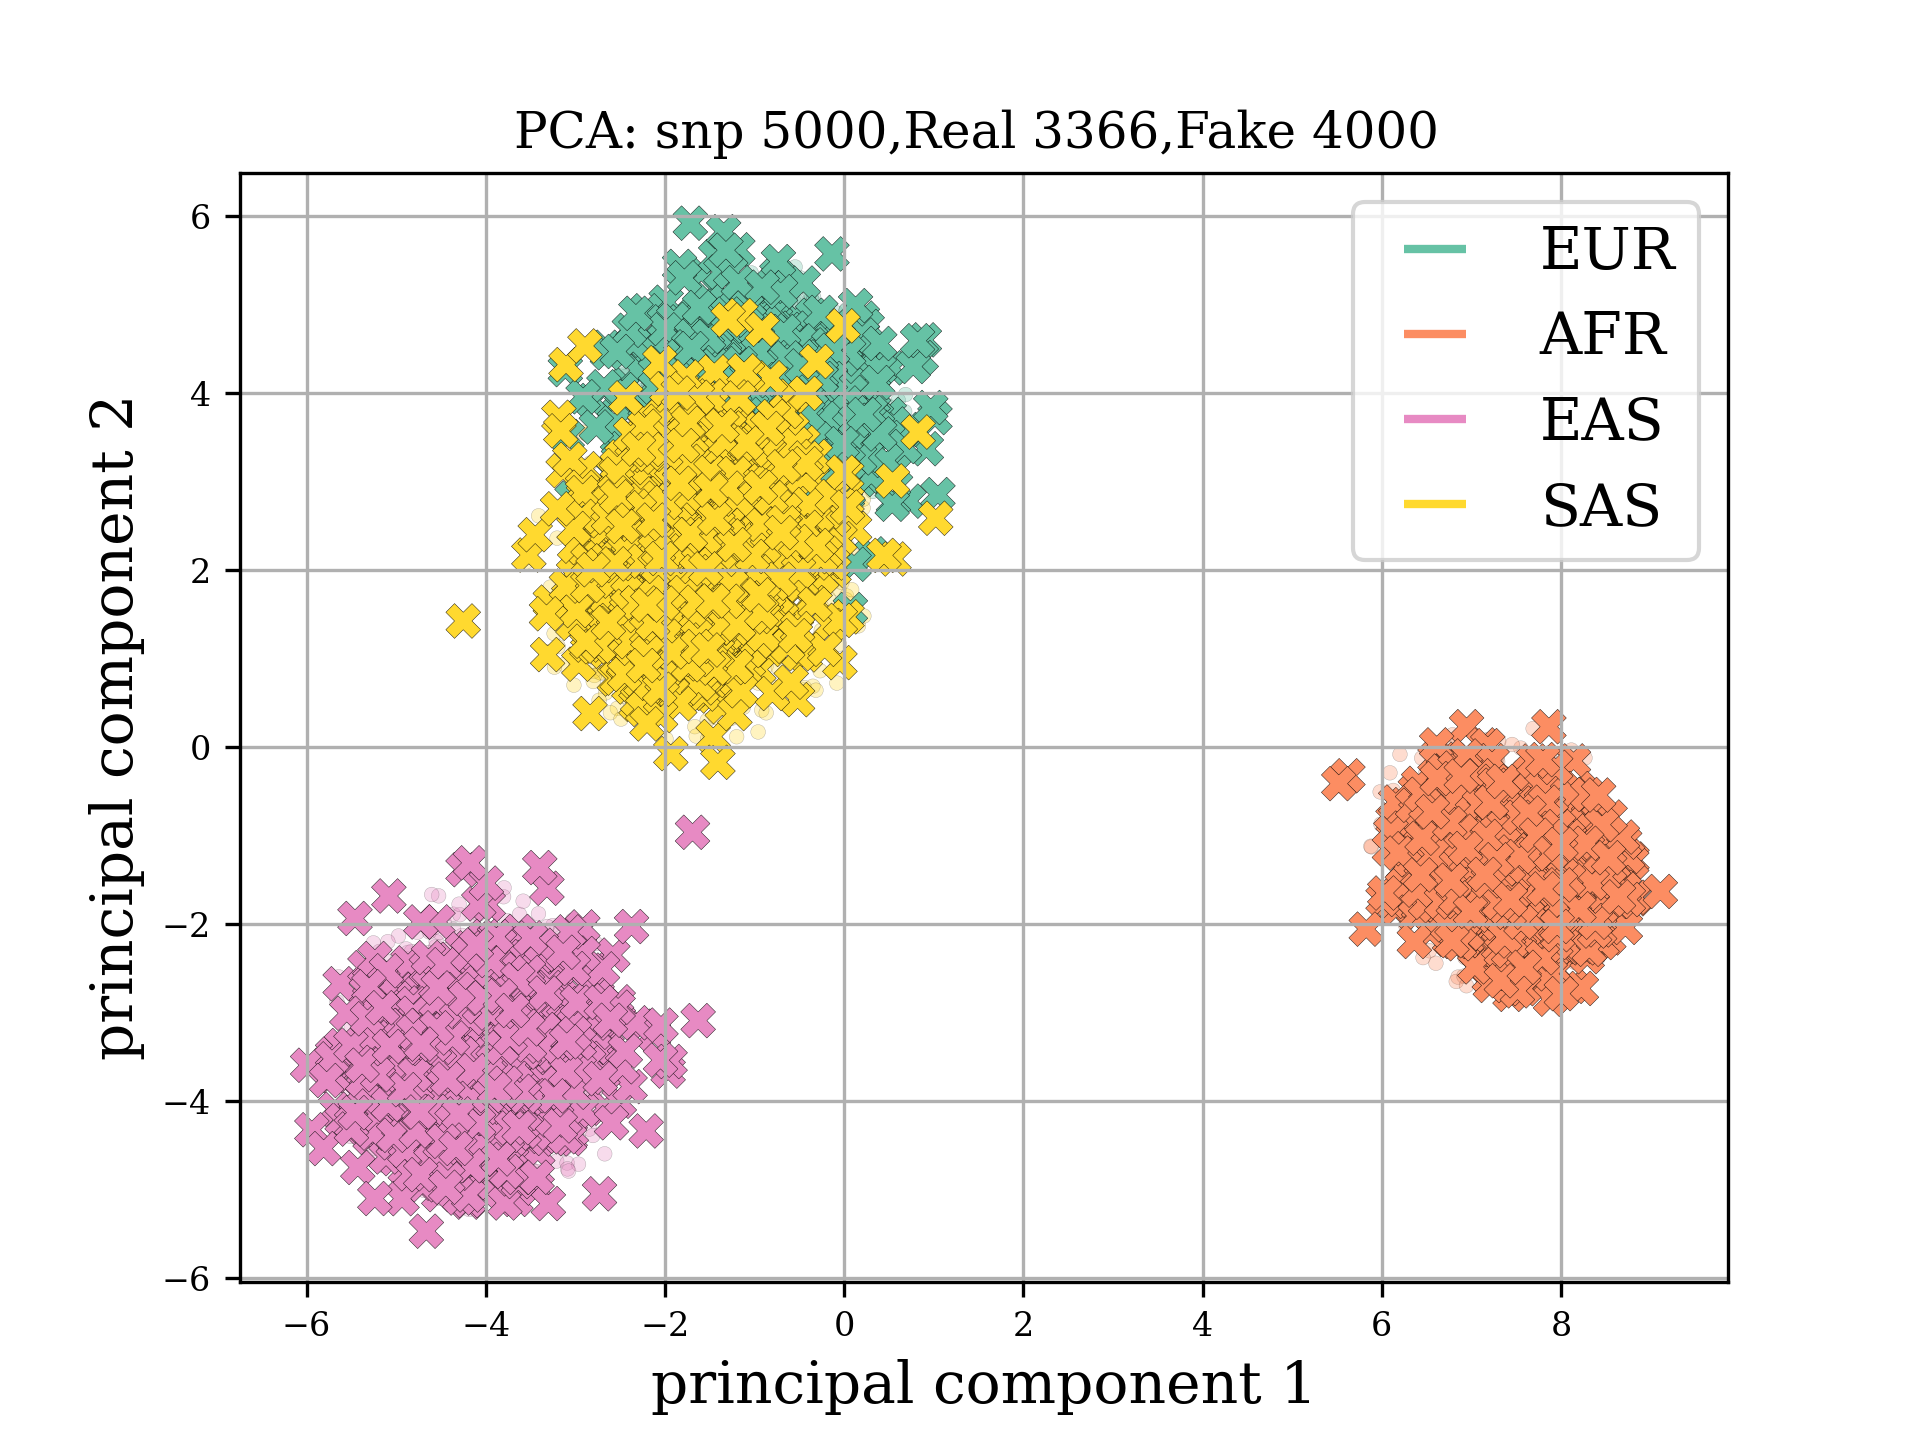 PCA: snp 5000,Real 3366,Fake 4000
6
4
2
0
−2
−4
−6
principal component 2
EUR
AFR
EAS
SAS
−6 −4 −2 0 2 4 6 8
principal component 1